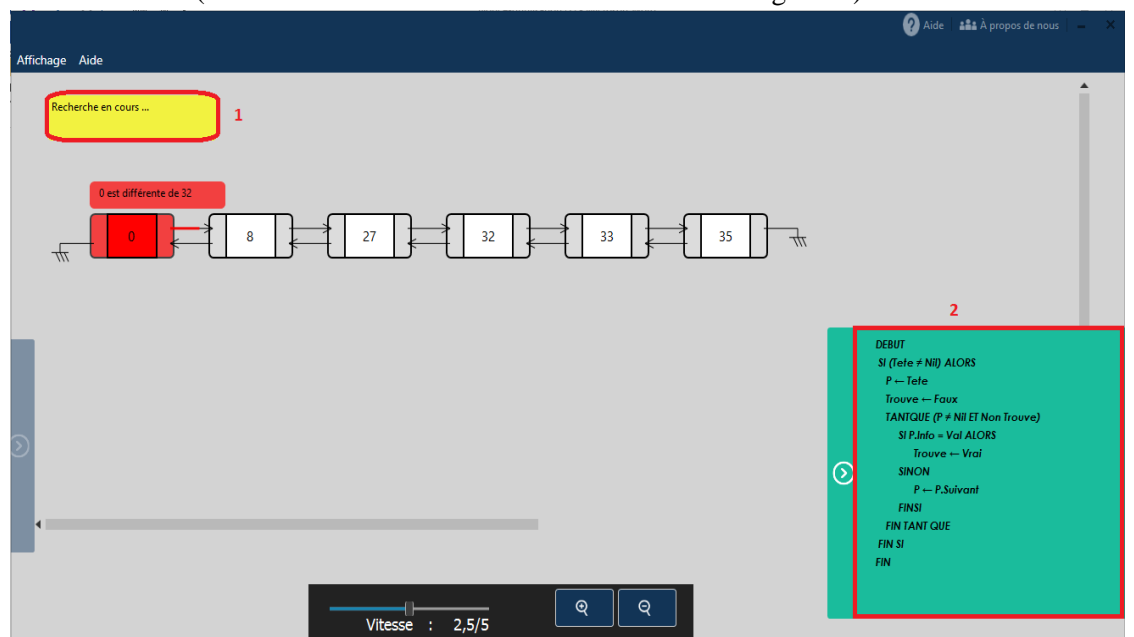 Aide À propos de nous
Affichage Aide
Recherche en cours ...
1
0 est différente de 32
0 8 27 32 33 35
2
DEBUT
SI (Tete ≠ Nil) ALORS
P ← Tete
Trouve ← Faux
TANTQUE (P ≠ Nil ET Non Trouve)
SI P.Info = Val ALORS
Trouve ← Vrai
SINON
P ← P.Suivant
FINSI
FIN TANT QUE
FIN SI
FIN
Vitesse : 2,5/5